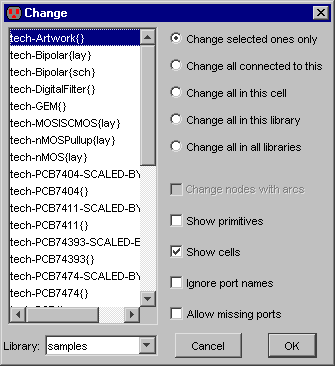 Change
tech-Artwork{}
tech-Bipolar{lay}
tech-Bipolar{sch}
tech-DigitalFilter{}
tech-GEM{}
tech-MOSISCMOS{lay}
tech-nMOSPullup{lay}
tech-nMOS{lay}
tech-PCB7404-SCALED-BY
tech-PCB7404{}
tech-PCB7411-SCALED-BY
tech-PCB7411{}
tech-PCB74393-SCALED-E
tech-PCB74393{}
tech-PCB7474-SCALED-BY
tech-PCB7474{}
Change selected ones only
Change all connected to this
Change all in this cell
Change all in this library
Change all in all libraries
Change nodes with arcs
Show primitives
Show cells
Ignore port names
Allow missing ports
Library: samples
Cancel
OK